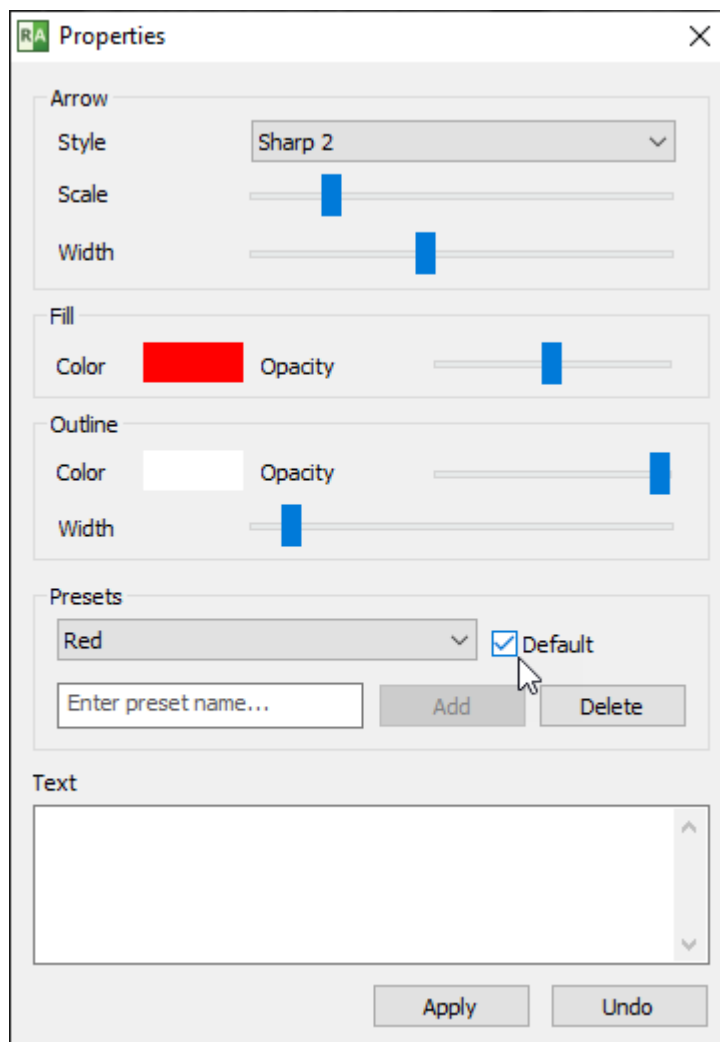 RA Properties
Arrow
Style Sharp 2
Scale
Width
Fill
Color Opacity
Outline
Color Opacity
Width
Presets
Red Default
Enter preset name... Add Delete
Text
Apply Undo